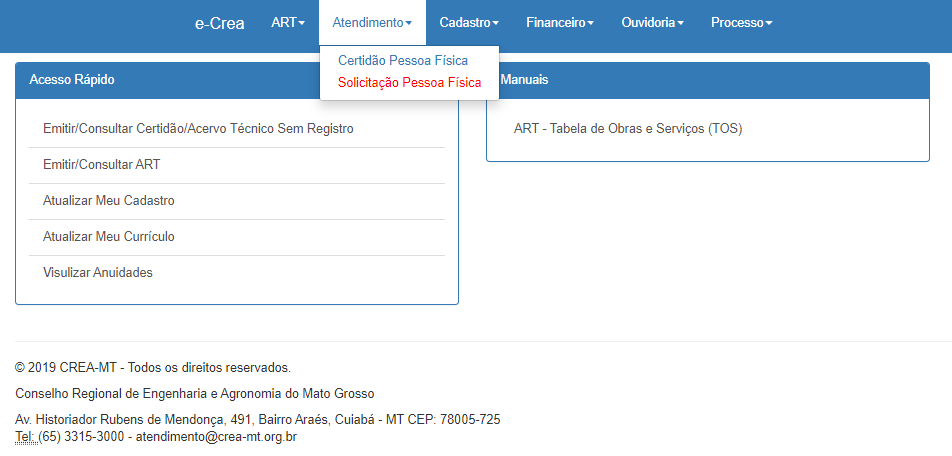 e-Crea ART Atendimento Cadastro Financeiro Ouvidoria Processo
Certidão Pessoa Física
Solicitação Pessoa Física
Acesso Rápido
Emitir/Consultar Certidão/Acervo Técnico Sem Registro
Emitir/Consultar ART
Atualizar Meu Cadastro
Atualizar Meu Currículo
Visulizar Anuidades
Manuais
ART - Tabela de Obras e Serviços (TOS)
© 2019 CREA-MT - Todos os direitos reservados.
Conselho Regional de Engenharia e Agronomia do Mato Grosso
Av. Historiador Rubens de Mendonça, 491, Bairro Araés, Cuiabá - MT CEP: 78005-725
Tel: (65) 3315-3000 - atendimento@crea-mt.org.br